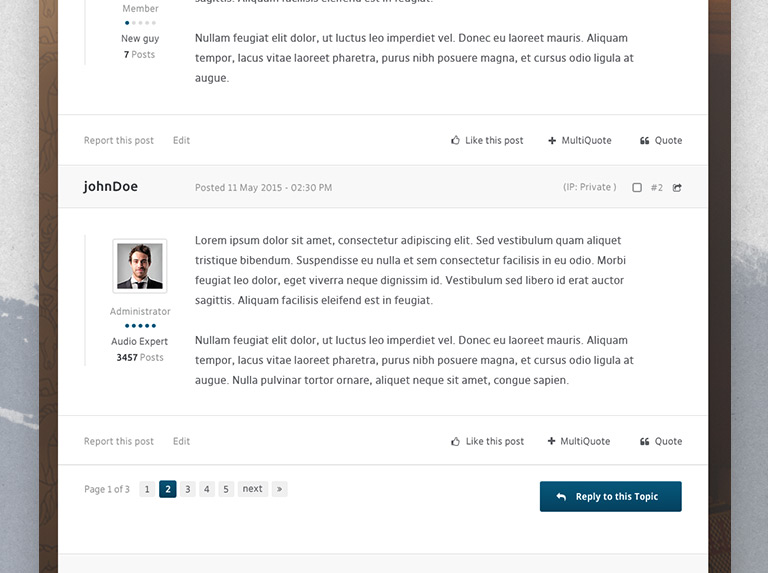 Member
New guy
7 Posts
sagittis. Aliquam facilisis eleifend est in feugiat.
Nullam feugiat elit dolor, ut luctus leo imperdiet vel. Donec eu laoreet mauris. Aliquam
tempor, lacus vitae laoreet pharetra, purus nibh posuere magna, et cursus odio ligula at
augue.
Report this post Edit Like this post MultiQuote Quote
johnDoe Posted 11 May 2015 - 02:30 PM (IP: Private ) #2
Administrator
Audio Expert
3457 Posts
Lorem ipsum dolor sit amet, consectetur adipiscing elit. Sed vestibulum quam aliquet
tristique bibendum. Suspendisse eu nulla et sem consectetur facilisis in eu odio. Morbi
feugiat leo dolor, eget viverra neque dignissim id. Vestibulum sed libero id erat auctor
sagittis. Aliquam facilisis eleifend est in feugiat.
Nullam feugiat elit dolor, ut luctus leo imperdiet vel. Donec eu laoreet mauris. Aliquam
tempor, lacus vitae laoreet pharetra, purus nibh posuere magna, et cursus odio ligula at
augue. Nulla pulvinar tortor ornare, aliquet neque sit amet, congue sapien.
Report this post Edit Like this post MultiQuote Quote
Page 1 of 3 1 2 3 4 5 next » Reply to this Topic